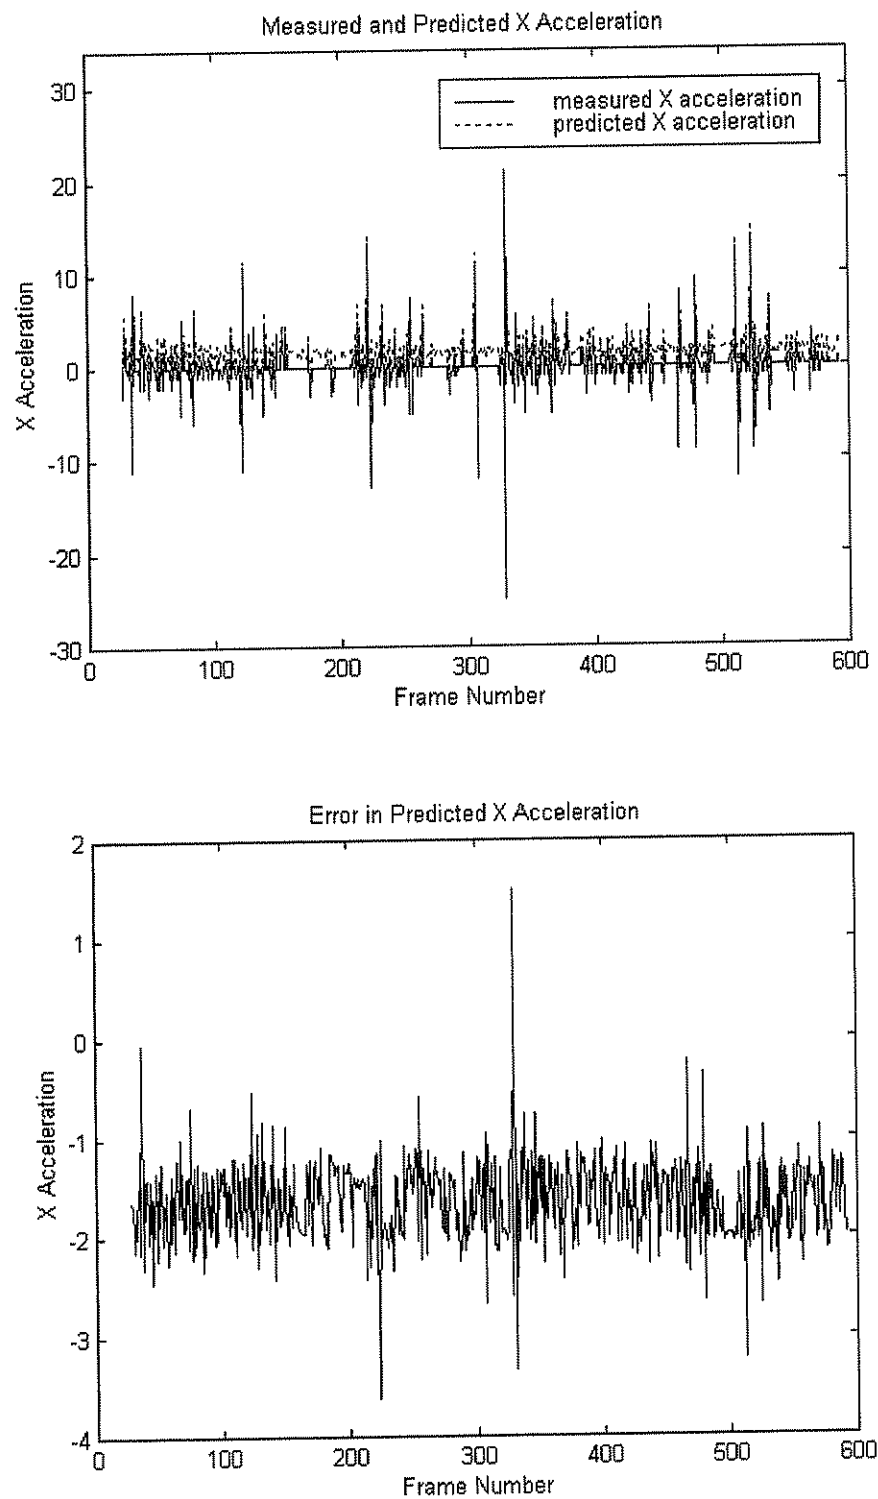 Measured and Predicted X Acceleration
measured X acceleration
predicted X acceleration
30
20
10
0
-10
-20
-30
X Acceleration
0 100 200 300 400 500 600
Frame Number
Error in Predicted X Acceleration
2
1
0
-1
-2
-3
-4
X Acceleration
0 100 200 300 400 500 600
Frame Number